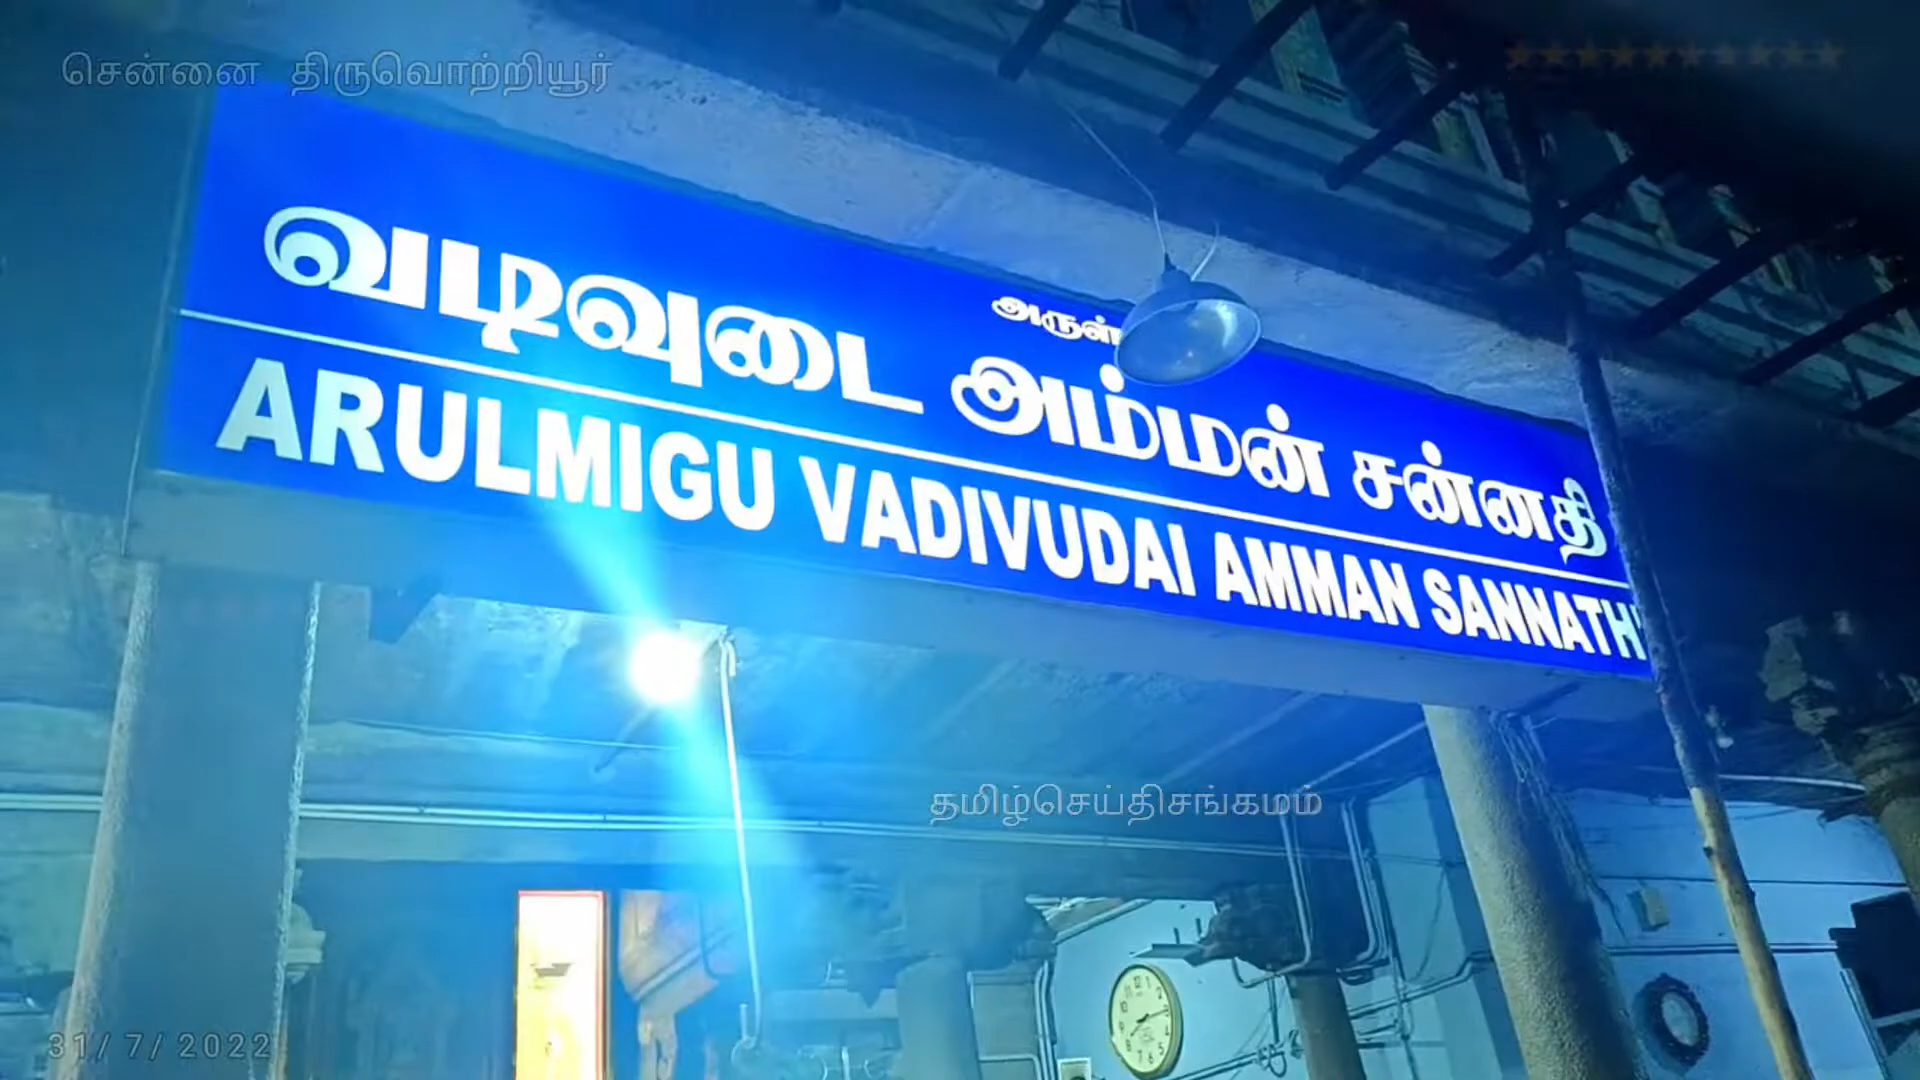 சென்னை திருவொற்றியூர்
வடிவுடை அம்மன் சன்னதி
ARULMIGU VADIVUDAI AMMAN SANNATHI
தமிழ்செய்திசங்கமம்
31/7/2022